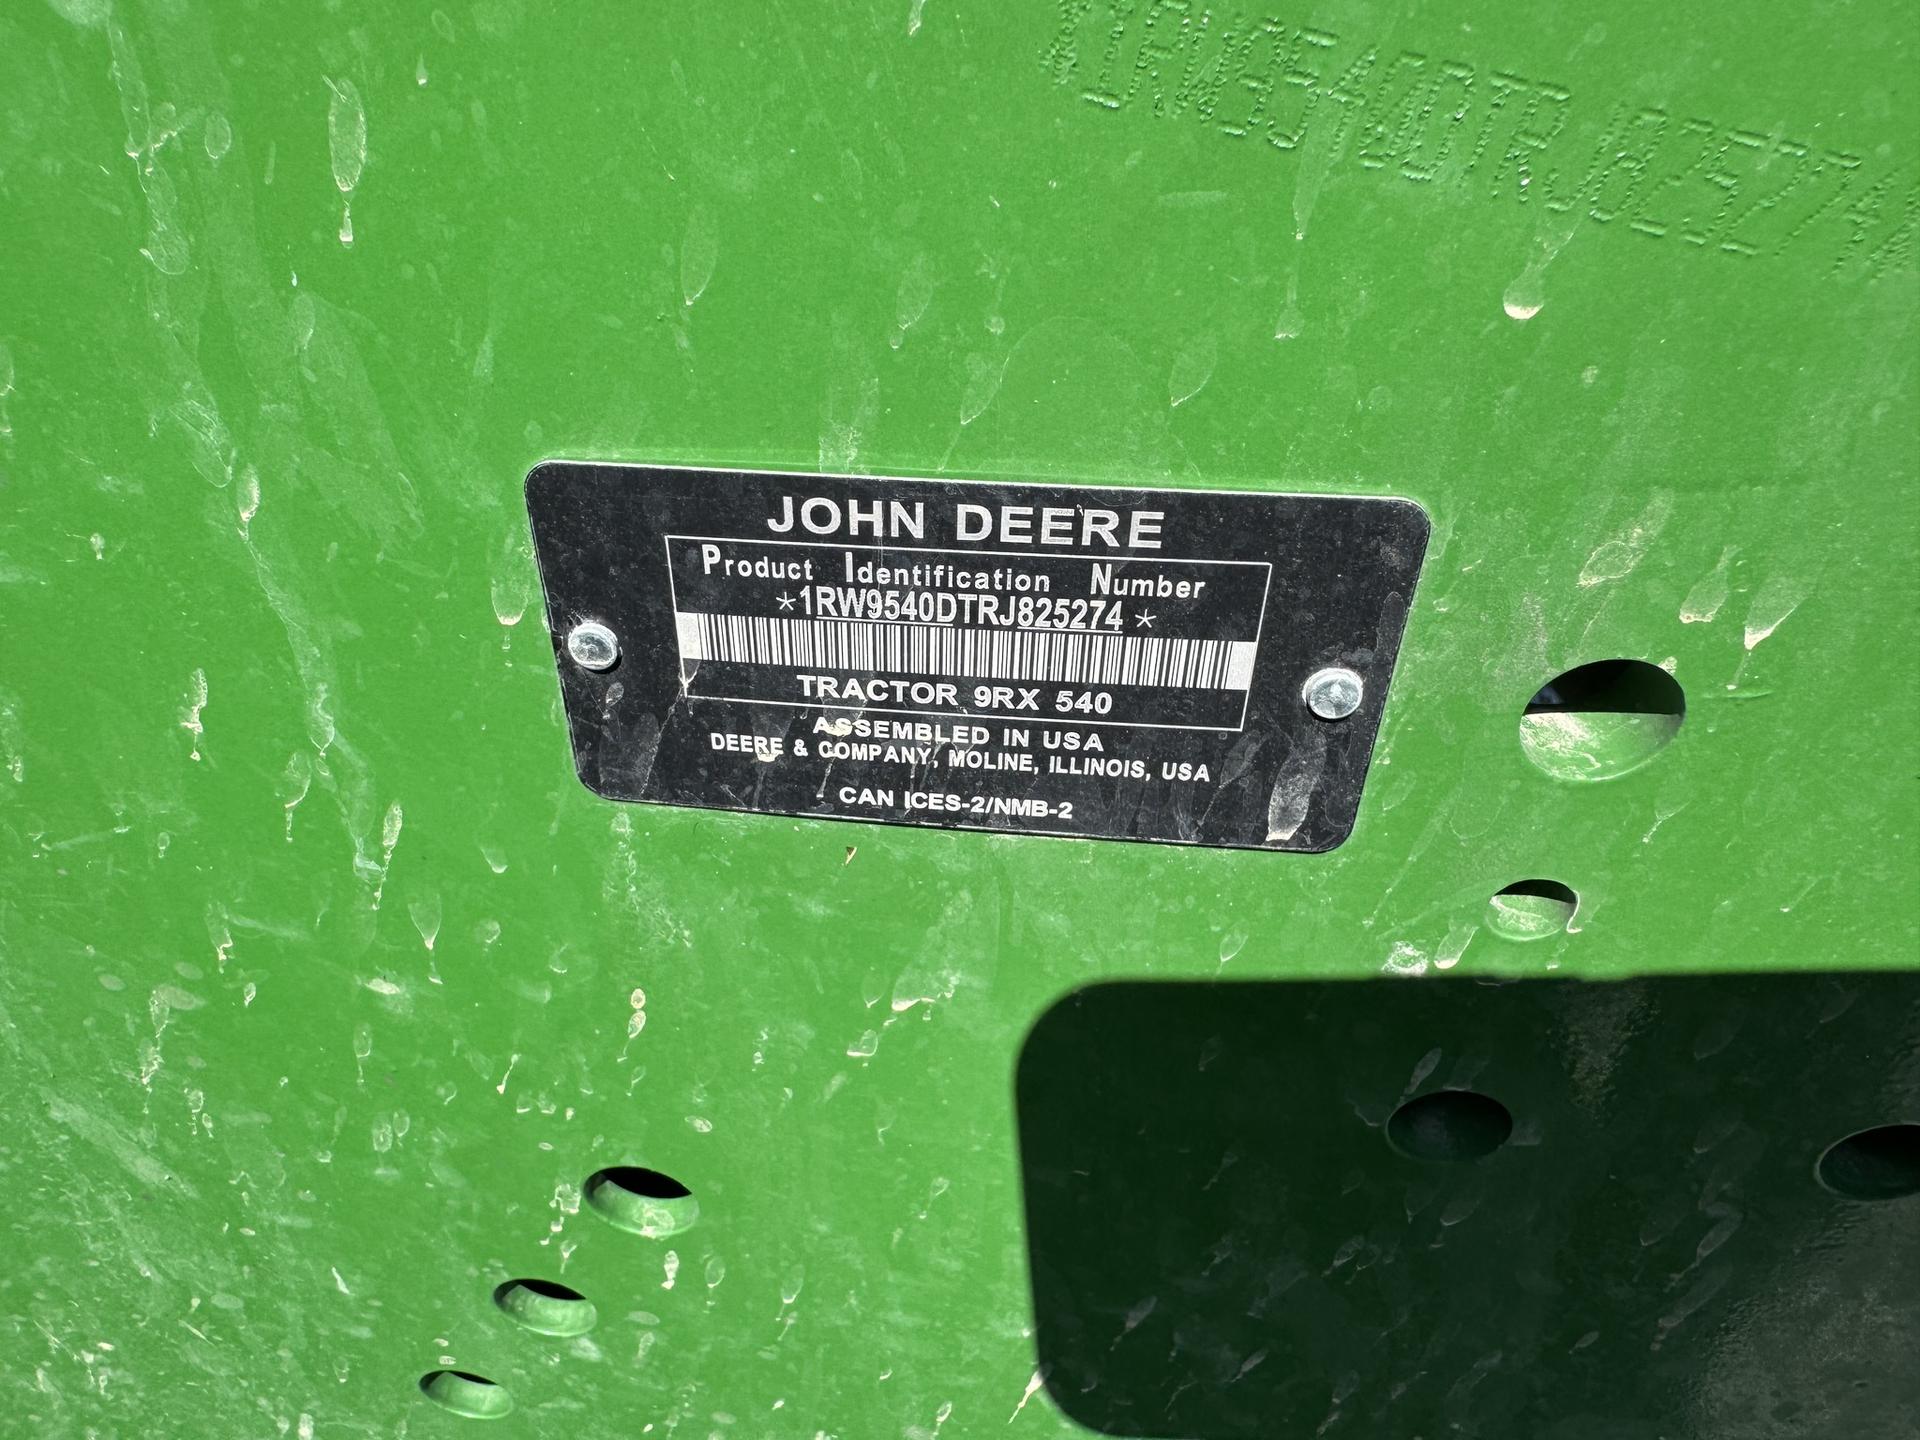 *1RW9540DTRJ825274*
JOHN DEERE
Product Identification Number
*1RW9540DTRJ825274*
TRACTOR 9RX 540
ASSEMBLED IN USA
DEERE & COMPANY, MOLINE, ILLINOIS, USA
CAN ICES-2/NMB-2